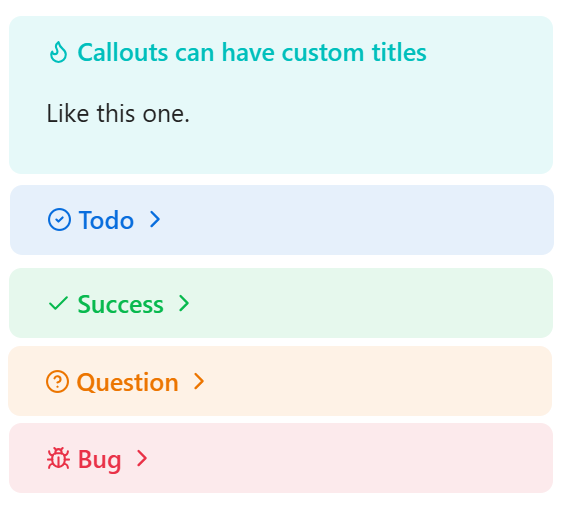 Callouts can have custom titles
Like this one.
Todo
Success
Question
Bug